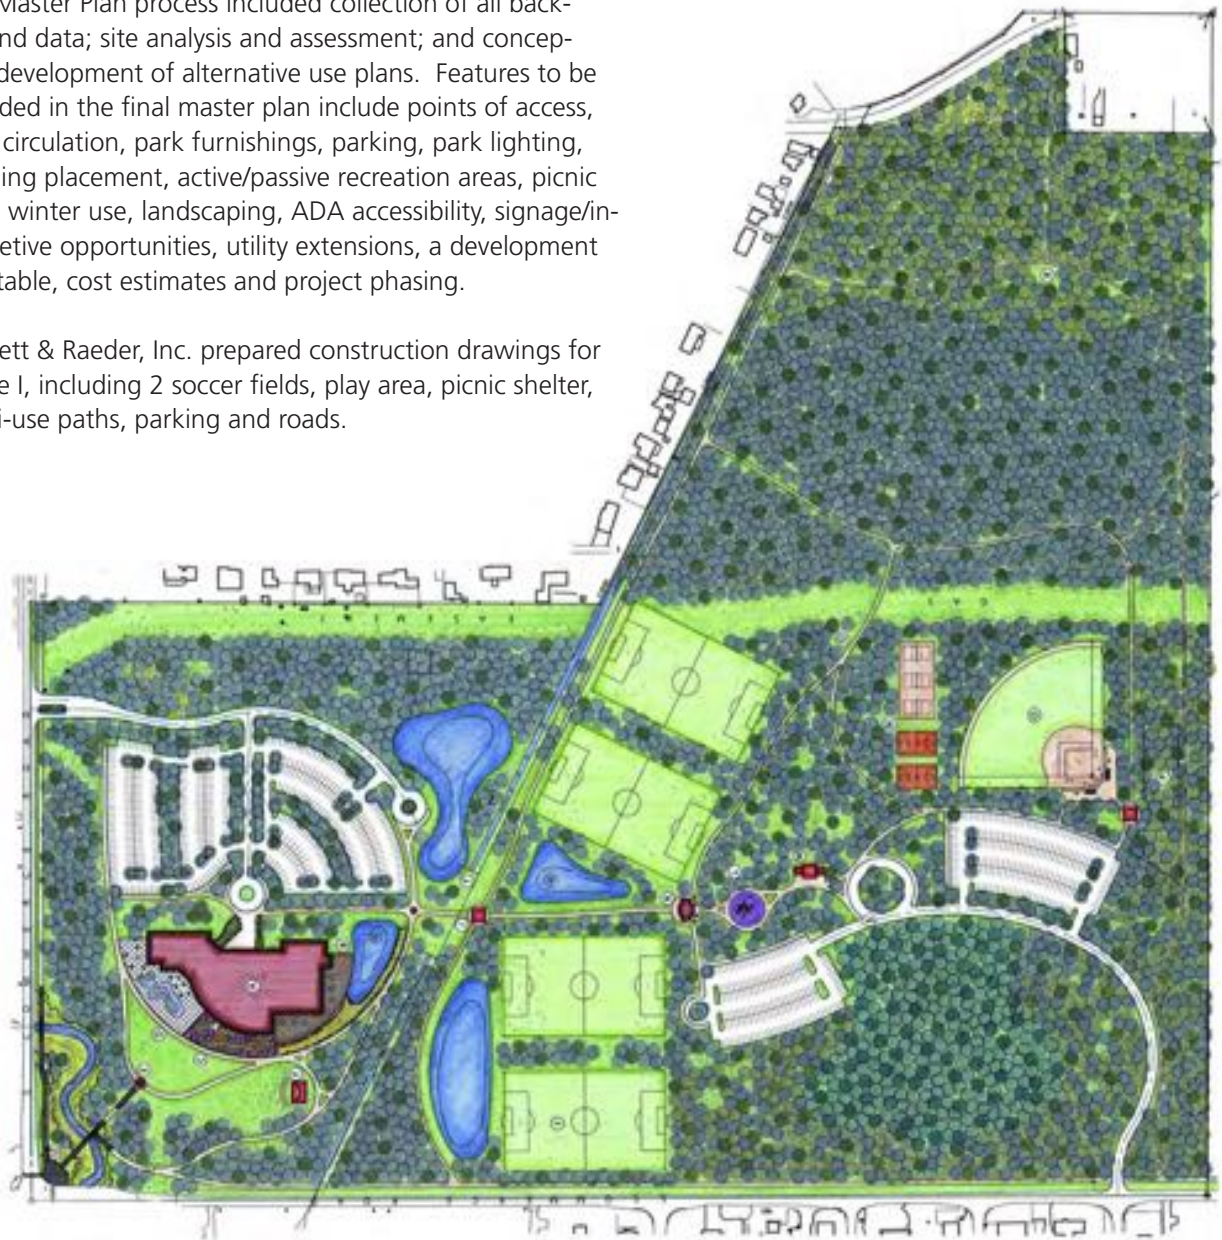 Master Plan process included collection of all back-
nd data; site analysis and assessment; and concep-
development of alternative use plans. Features to be
ded in the final master plan include points of access,
circulation, park furnishings, parking, park lighting,
ing placement, active/passive recreation areas, picnic
winter use, landscaping, ADA accessibility, signage/in-
etive opportunities, utility extensions, a development
table, cost estimates and project phasing.
ett & Raeder, Inc. prepared construction drawings for
e I, including 2 soccer fields, play area, picnic shelter,
i-use paths, parking and roads.
GAS
EASEMENT